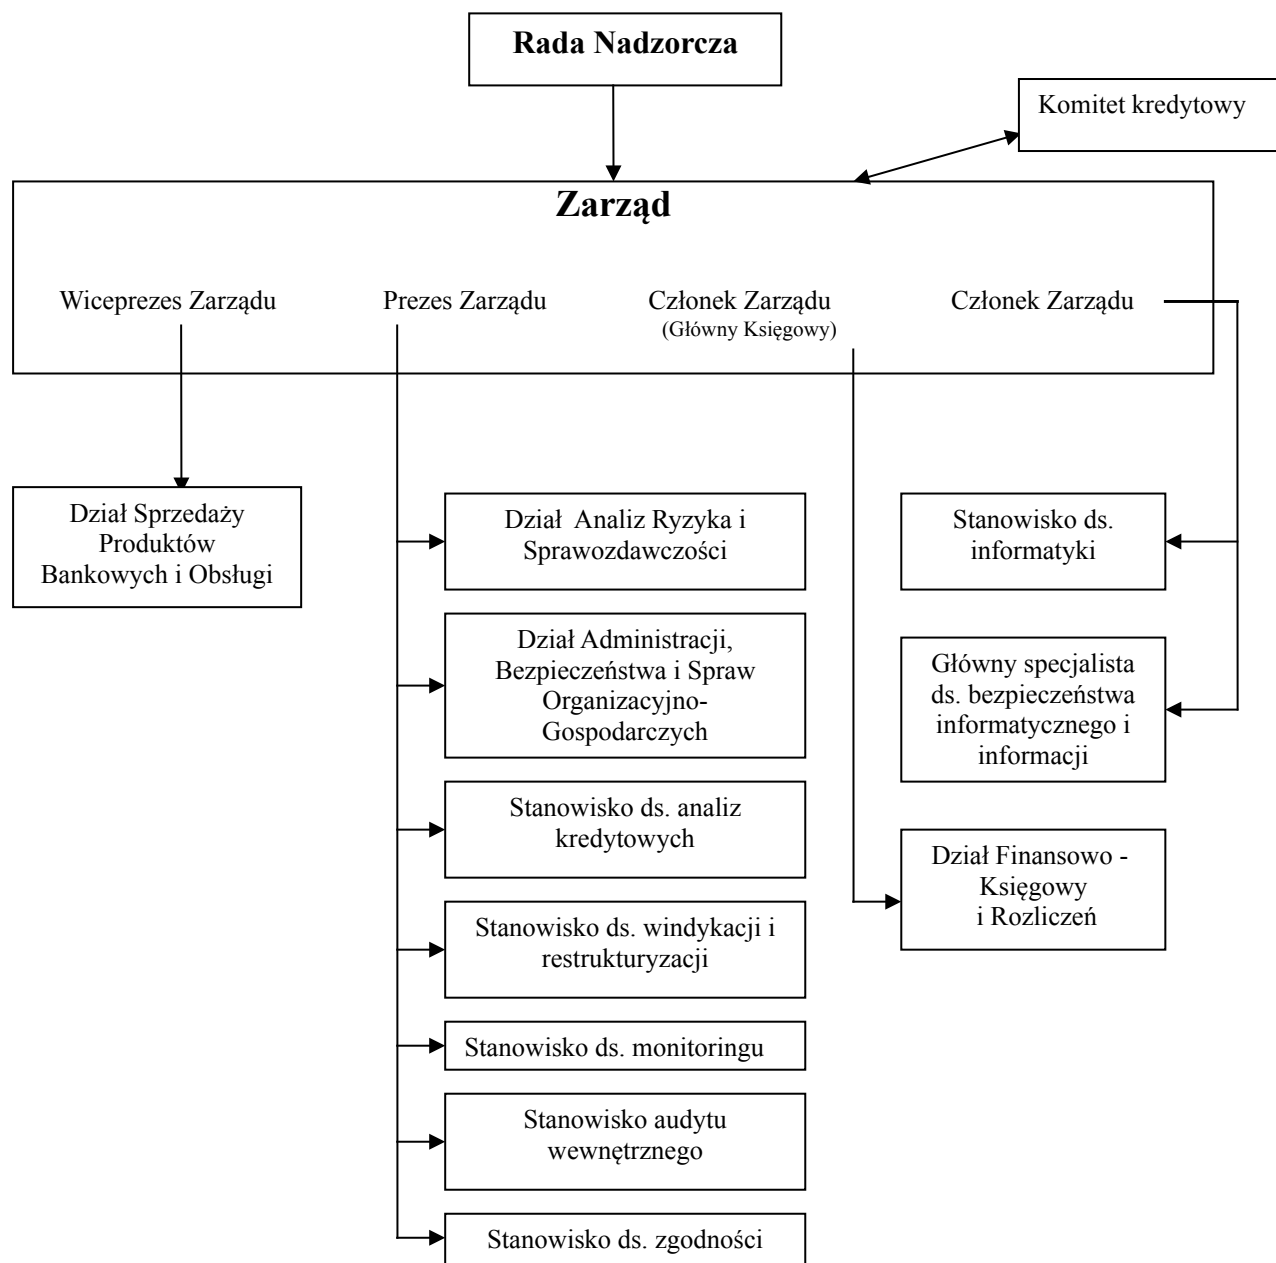 Rada Nadzorcza
Komitet kredytowy
Zarząd
Wiceprezes Zarządu
Prezes Zarządu
Członek Zarządu
(Główny Księgowy)
Członek Zarządu
Dział Sprzedaży
Produktów
Bankowych i Obsługi
Dział Analiz Ryzyka i
Sprawozdawczości
Dział Administracji,
Bezpieczeństwa i Spraw
Organizacyjno-
Gospodarczych
Stanowisko ds. analiz
kredytowych
Stanowisko ds. windykacji i
restrukturyzacji
Stanowisko ds. monitoringu
Stanowisko audytu
wewnętrznego
Stanowisko ds. zgodności
Stanowisko ds.
informatyki
Główny specjalista
ds. bezpieczeństwa
informatycznego i
informacji
Dział Finansowo -
Księgowy
i Rozliczeń